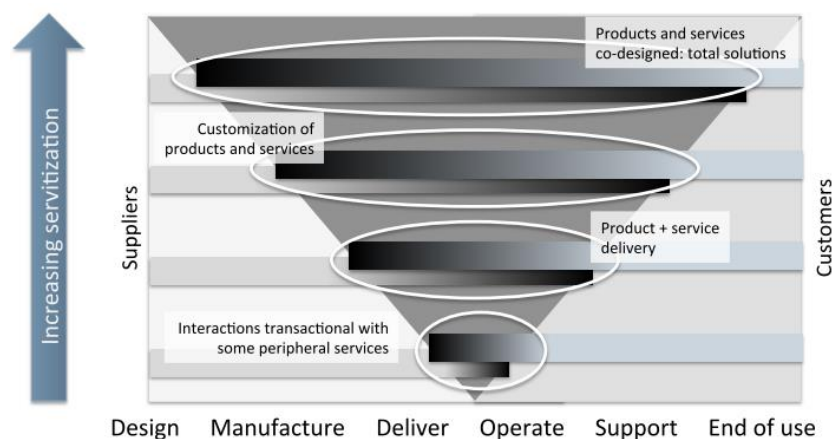 Products and services
co-designed: total solutions
Customization of
products and services
Product + service
delivery
Interactions transactional with
some peripheral services
Increasing servitization
Suppliers
Customers
Design Manufacture Deliver Operate Support End of use